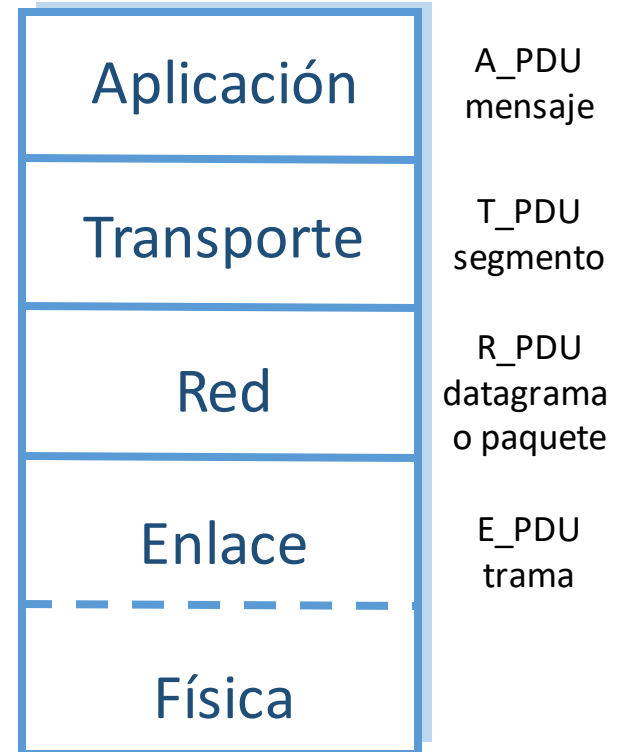 Aplicación
A_PDU
mensaje
Transporte
T_PDU
segmento
Red
R_PDU
datagrama
o paquete
Enlace
E_PDU
trama
Física